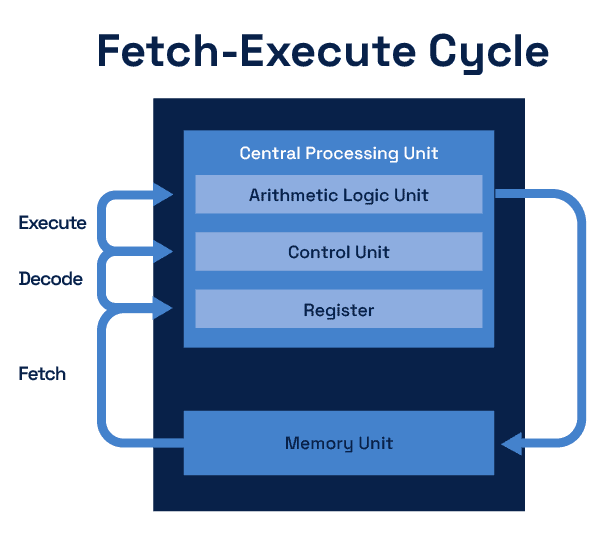 Fetch-Execute Cycle
Central Processing Unit
Arithmetic Logic Unit
Execute
Control Unit
Decode
Register
Fetch
Memory Unit